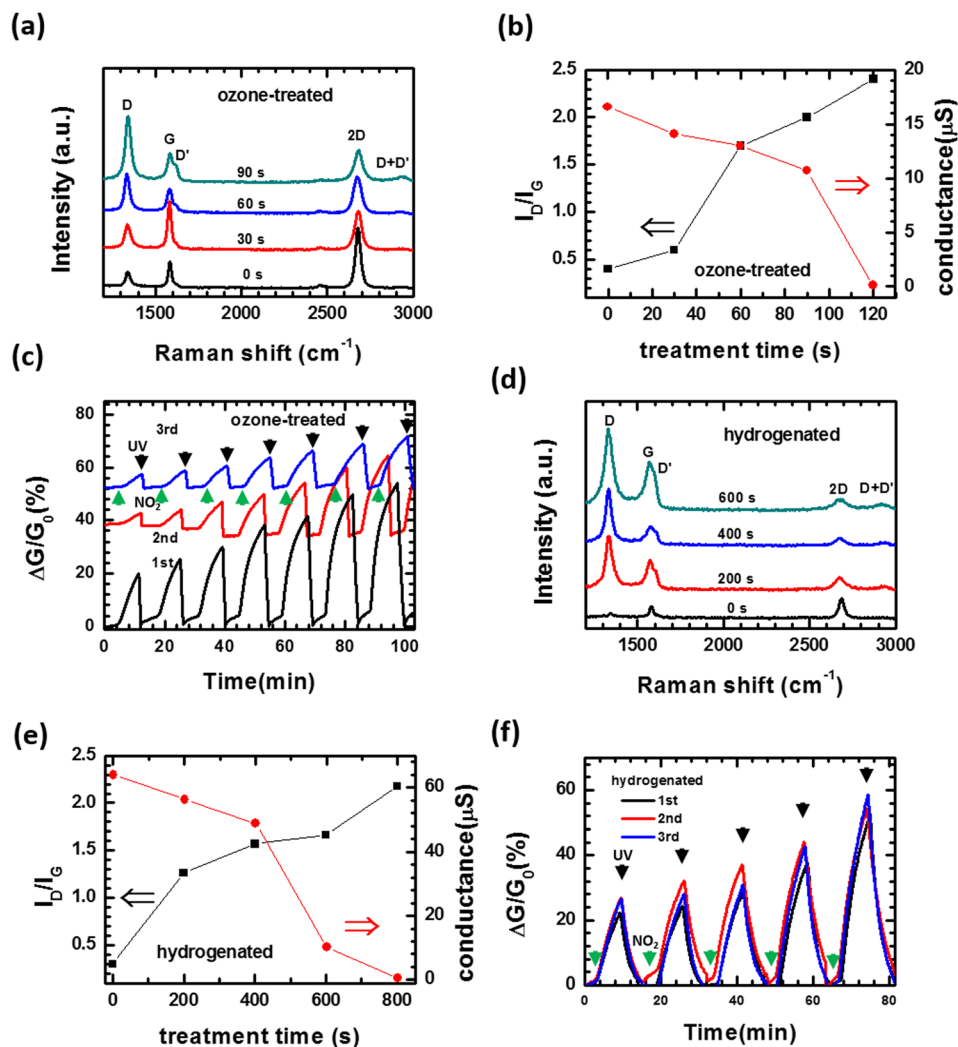 (a)
ozone-treated
D
G
D'
2D
D+D'
90 s
60 s
30 s
0 s
Intensity (a.u.)
1500 2000 2500 3000
Raman shift (cm⁻¹)
(b)
2.5
2.0
1.5
1.0
0.5
I_D/I_G
20
15
10
5
0
conductance(μS)
ozone-treated
0 20 40 60 80 100 120
treatment time (s)
(c)
80
60
40
20
0
ΔG/G₀(%)
3rd
ozone-treated
UV
NO₂
2nd
1st
0 20 40 60 80 100
Time(min)
(d)
D
hydrogenated
G
D'
2D
D+D'
600 s
400 s
200 s
0 s
Intensity (a.u.)
1500 2000 2500 3000
Raman shift (cm⁻¹)
(e)
2.5
2.0
1.5
1.0
0.5
I_D/I_G
60
40
20
0
conductance(μS)
hydrogenated
0 200 400 600 800
treatment time (s)
(f)
60
40
20
0
ΔG/G₀(%)
hydrogenated
1st
2nd
3rd
UV
NO₂
0 20 40 60 80
Time(min)